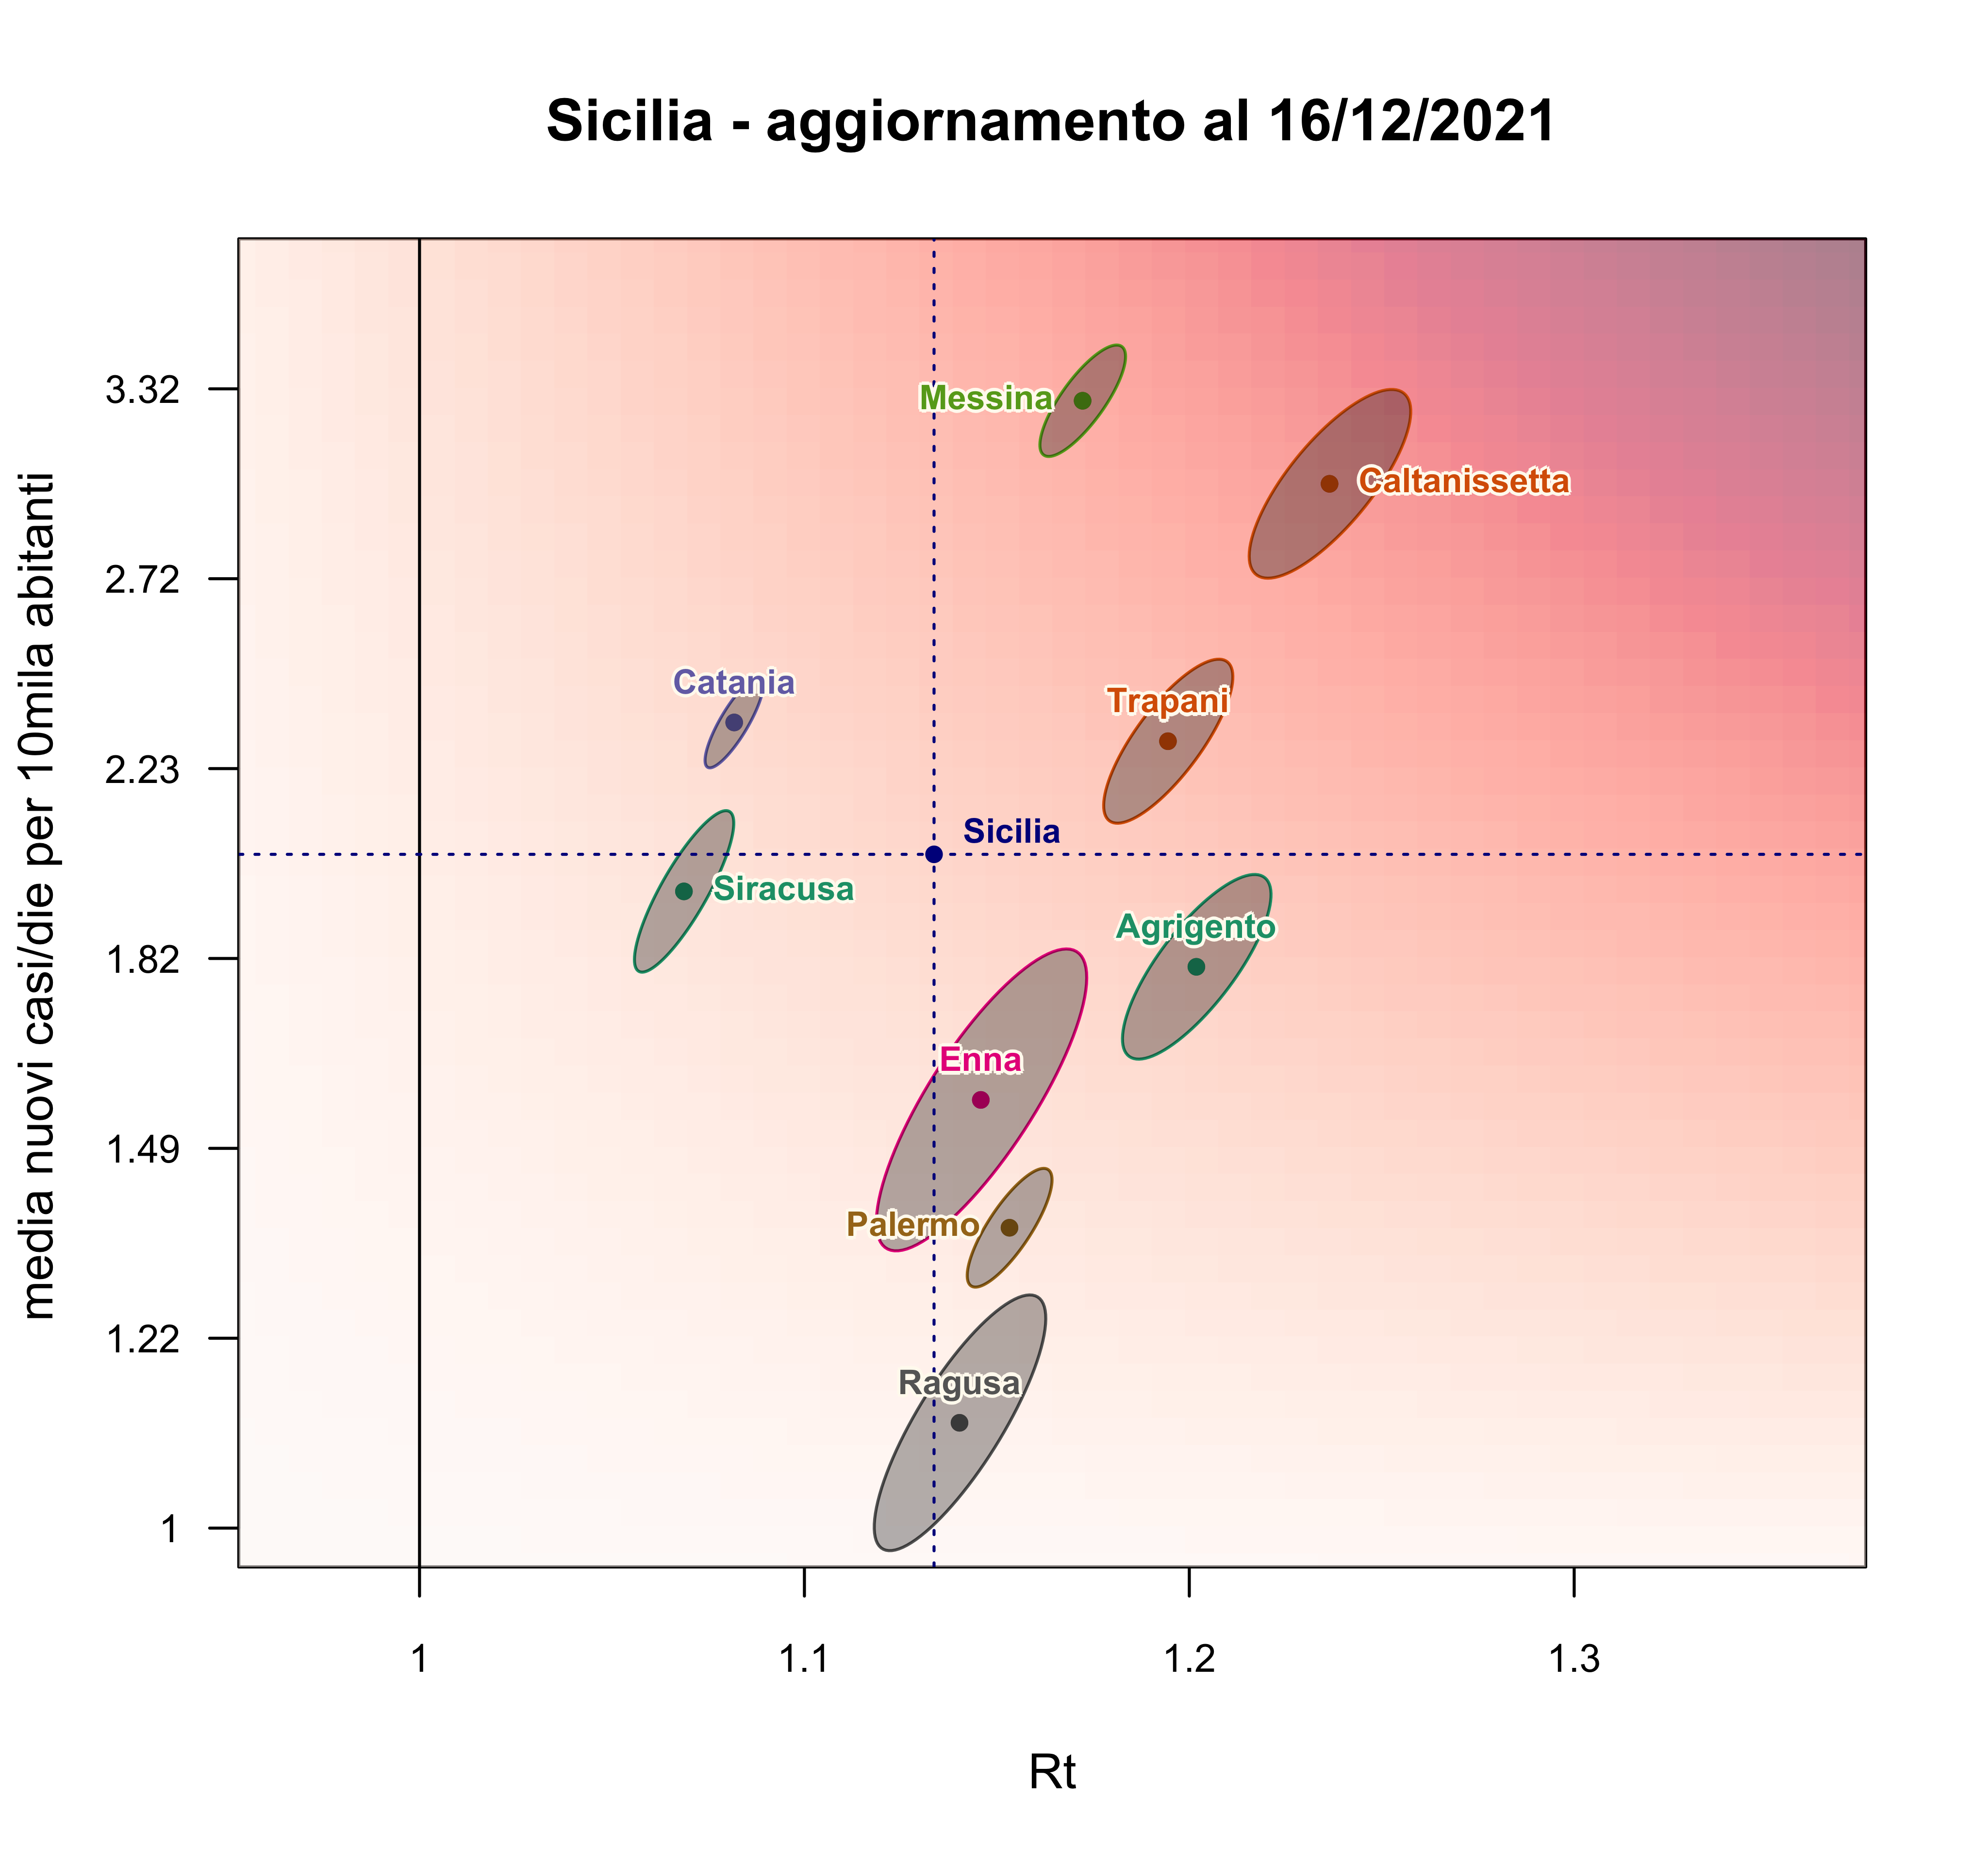 Sicilia - aggiornamento al 16/12/2021
media nuovi casi/die per 10mila abitanti
3.32
2.72
2.23
1.82
1.49
1.22
1
Messina
Caltanissetta
Catania
Trapani
Sicilia
Siracusa
Agrigento
Enna
Palermo
Ragusa
1
1.1
1.2
1.3
Rt